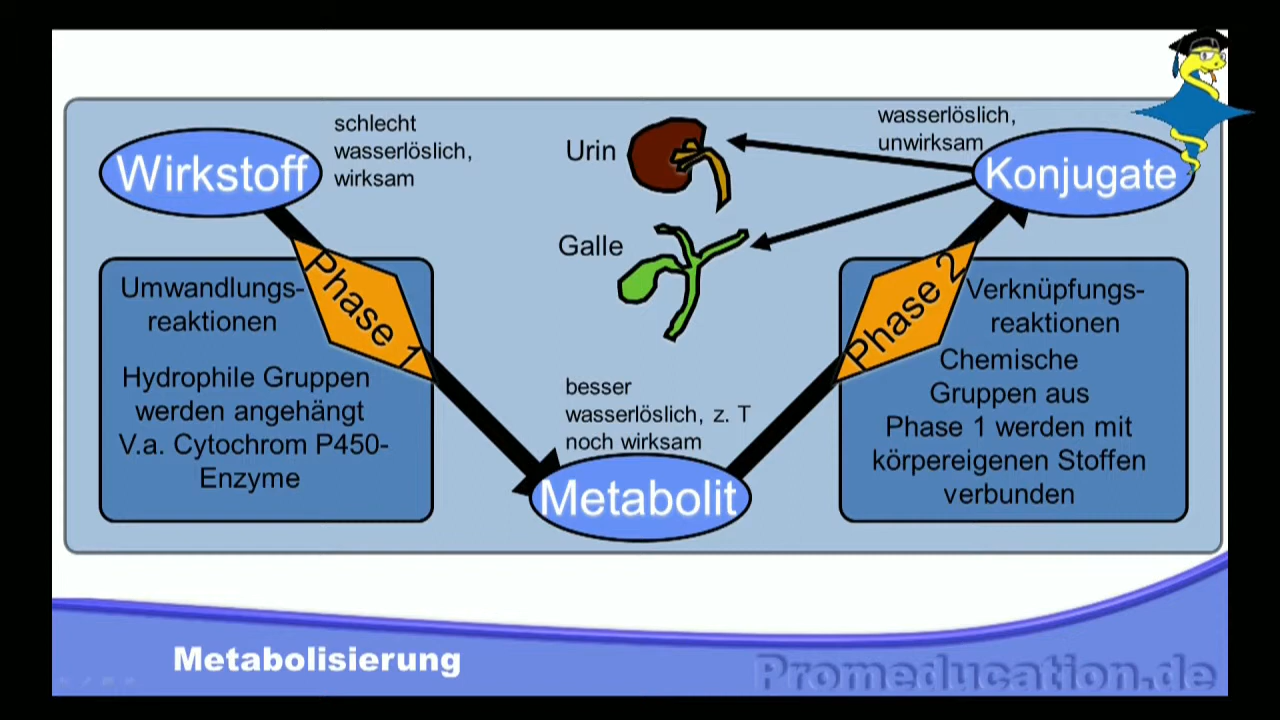 Wirkstoff
schlecht
wasserlöslich,
wirksam
Phase 1
Umwandlungs-
reaktionen
Hydrophile Gruppen
werden angehängt
V.a. Cytochrom P450-
Enzyme
besser
wasserlöslich, z. T
noch wirksam
Metabolit
Phase 2
Verknüpfungs-
reaktionen
Chemische
Gruppen aus
Phase 1 werden mit
körpereigenen Stoffen
verbunden
wasserlöslich,
unwirksam
Konjugate
Urin
Galle
Metabolisierung
Promeducation.de